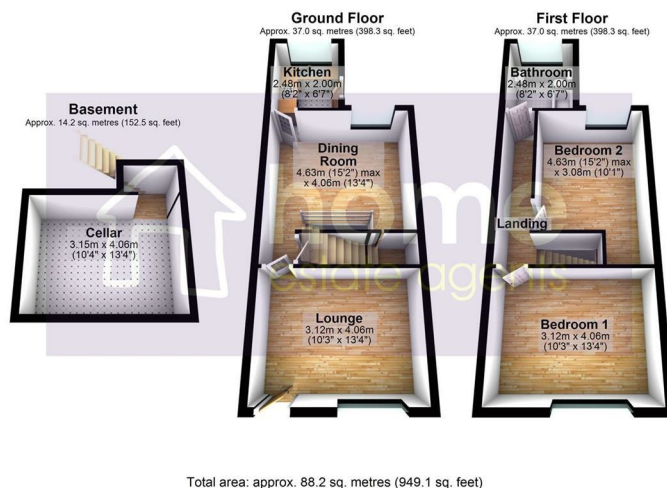 Basement
Approx. 14.2 sq. metres (152.5 sq. feet)
Cellar
3.15m x 4.06m
(10'4" x 13'4")
Ground Floor
Approx. 37.0 sq. metres (398.3 sq. feet)
Kitchen
2.48m x 2.00m
(8'2" x 6'7")
Dining
Room
4.63m (15'2") max
x 4.06m (13'4")
Lounge
3.12m x 4.06m
(10'3" x 13'4")
First Floor
Approx. 37.0 sq. metres (398.3 sq. feet)
Bathroom
2.48m x 2.00m
(8'2" x 6'7")
Bedroom 2
4.63m (15'2") max
x 3.08m (10'1")
Landing
Bedroom 1
3.12m x 4.06m
(10'3" x 13'4")
home
estate agents
Total area: approx. 88.2 sq. metres (949.1 sq. feet)